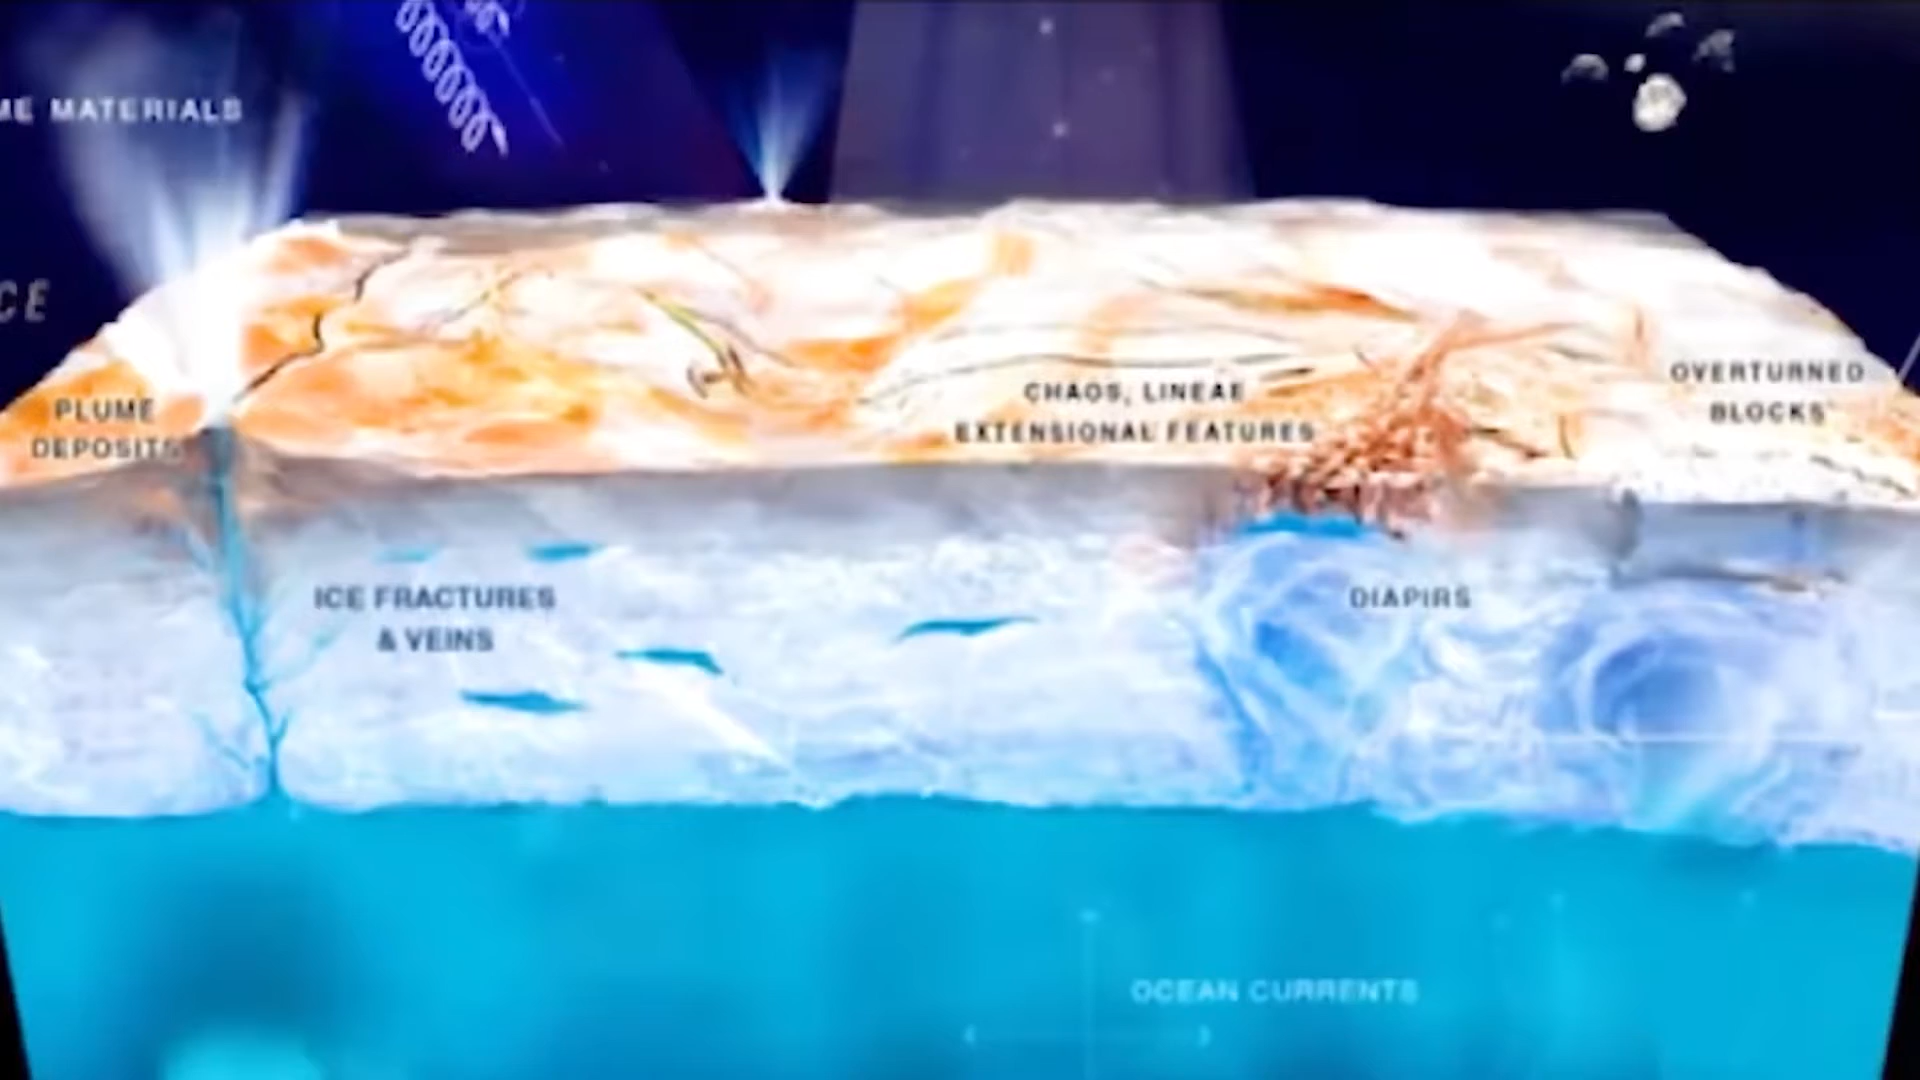 ME MATERIALS
CE
PLUME
DEPOSITS
CHAOS, LINEAE
EXTENSIONAL FEATURES
OVERTURNED
BLOCKS
ICE FRACTURES
& VEINS
DIAPIRS
OCEAN CURRENTS